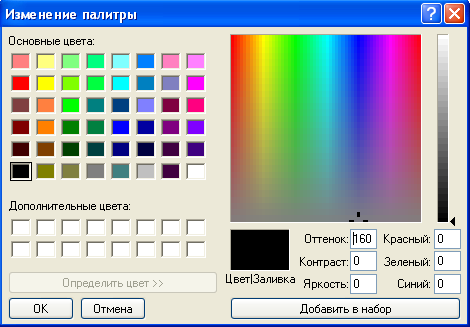 Изменение палитры
Основные цвета:
Дополнительные цвета:
Определить цвет >>
OK
Отмена
Цвет|Заливка
Оттенок: 160
Красный: 0
Контраст: 0
Зеленый: 0
Яркость: 0
Синий: 0
Добавить в набор